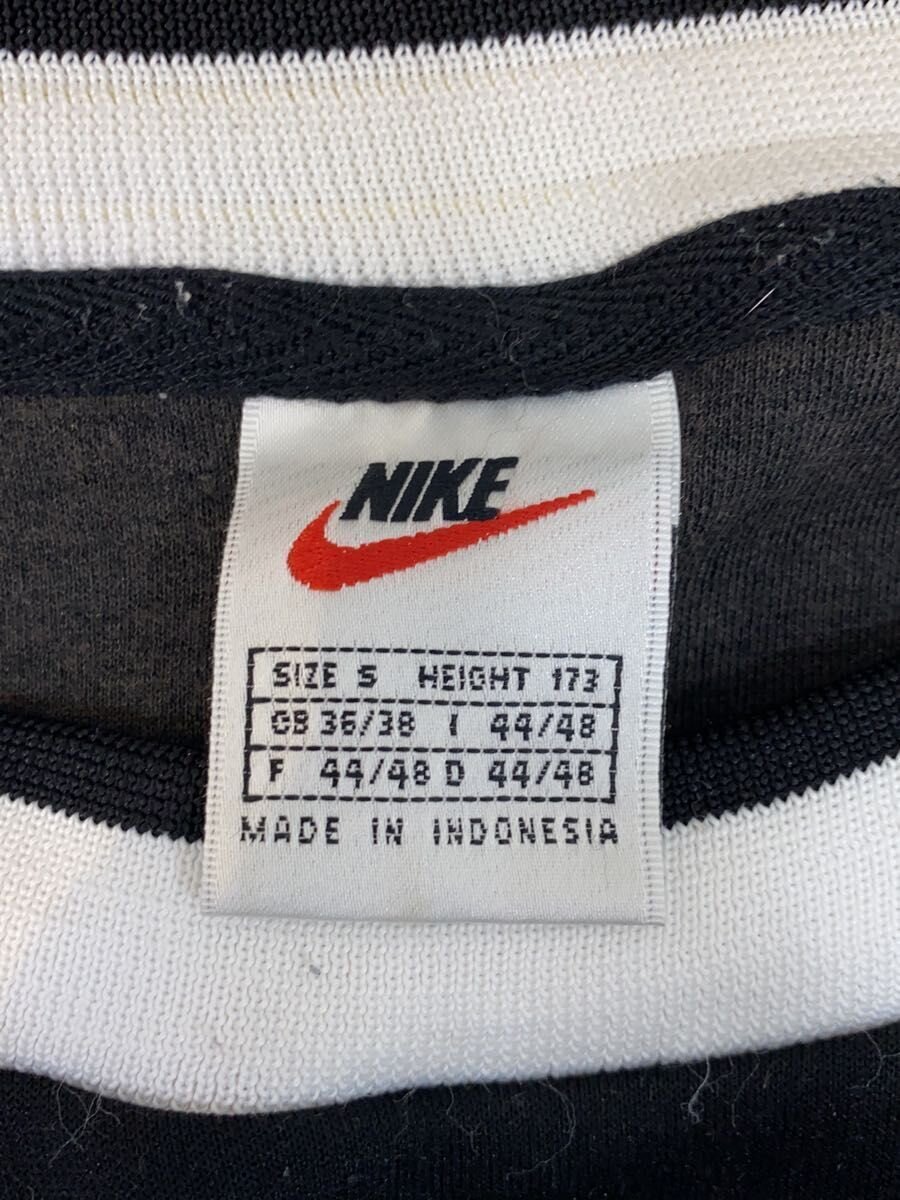 NIKE
SIZE S HEIGHT 173
GB 36/38 I 44/48
F 44/48 D 44/48
MADE IN INDONESIA